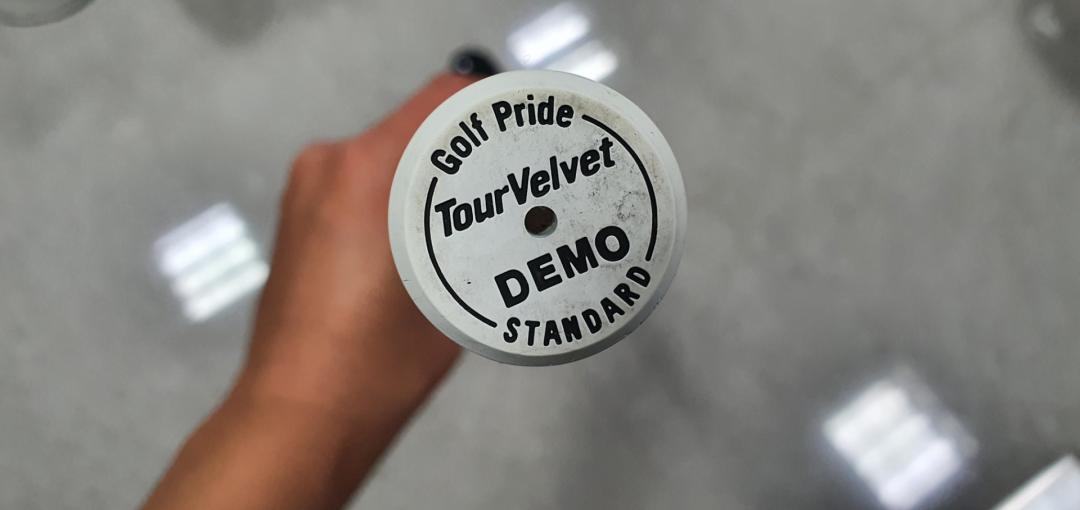 Golf Pride
TourVelvet
DEMO
STANDARD